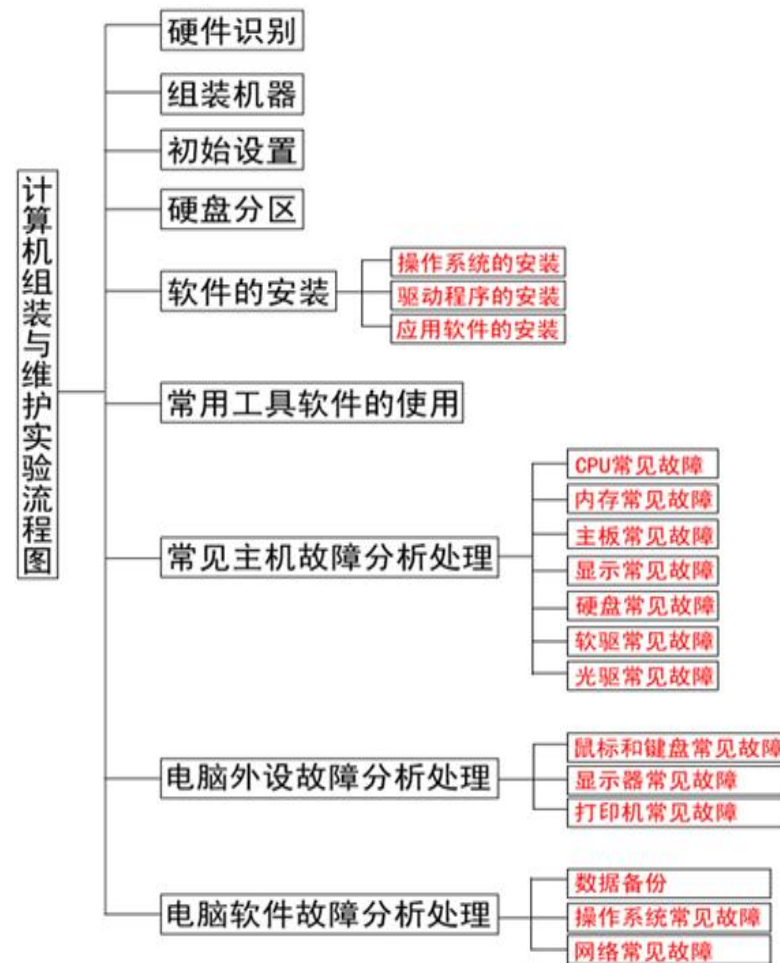 计算机组装与维护实验流程图
硬件识别
组装机器
初始设置
硬盘分区
软件的安装
操作系统的安装
驱动程序的安装
应用软件的安装
常用工具软件的使用
常见主机故障分析处理
CPU常见故障
内存常见故障
主板常见故障
显示常见故障
硬盘常见故障
软驱常见故障
光驱常见故障
电脑外设故障分析处理
鼠标和键盘常见故障
显示器常见故障
打印机常见故障
电脑软件故障分析处理
数据备份
操作系统常见故障
网络常见故障